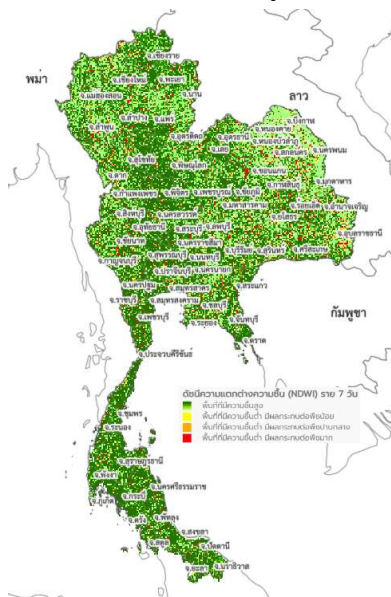 จ.เชียงราย
พม่า
จ.เชียงใหม่
จ.พะเยา
จ.แม่ฮ่องสอน
จ.น่าน
ลาว
จ.ลำปาง
จ.แพร่
จ.ลำพูน
จ.บึงกาฬ
จ.อุตรดิตถ์
จ.อุดรธานี
จ.หนองคาย
จ.เลย
จ.หนองบัวลำภู
จ.สุโขทัย
จ.สกลนคร
จ.นครพนม
จ.พิษณุโลก
จ.ตาก
จ.ขอนแก่น
จ.มุกดาหาร
จ.กำแพงเพชร
จ.พิจิตร
จ.เพชรบูรณ์
จ.ชัยภูมิ
จ.กาฬสินธุ์
จ.มหาสารคาม
จ.ร้อยเอ็ด
จ.อำนาจเจริญ
จ.สิงห์บุรี
จ.นครสวรรค์
จ.ยโสธร
จ.อุทัยธานี
จ.สระบุรี
จ.ลพบุรี
จ.อุบลราชธานี
จ.ชัยนาท
จ.นครราชสีมา
จ.บุรีรัมย์
จ.สุรินทร์
จ.ศรีสะเกษ
จ.สุพรรณบุรี
จ.นนทบุรี
จ.กาญจนบุรี
จ.ปราจีนบุรี
จ.นครนายก
จ.นครปฐม
จ.สมุทรสาคร
จ.สระแก้ว
จ.ราชบุรี
จ.สมุทรสงคราม
กัมพูชา
จ.ชลบุรี
จ.เพชรบุรี
จ.ระยอง
จ.จันทบุรี
จ.ตราด
จ.ประจวบคีรีขันธ์
ดัชนีความแตกต่างความชื้น (NDWI) ราย 7 วัน
พื้นที่ที่มีความชื้นสูง
พื้นที่ที่มีความชื้นต่ำ มีผลกระทบต่อพืชน้อย
พื้นที่ที่มีความชื้นต่ำ มีผลกระทบต่อพืชปานกลาง
พื้นที่ที่มีความชื้นต่ำ มีผลกระทบต่อพืชมาก
จ.ชุมพร
จ.ระนอง
จ.สุราษฎร์ธานี
จ.พังงา
จ.นครศรีธรรมราช
จ.กระบี่
จ.ภูเก็ต
จ.ตรัง
จ.พัทลุง
จ.สงขลา
จ.สตูล
จ.ปัตตานี
จ.ยะลา
จ.นราธิวาส